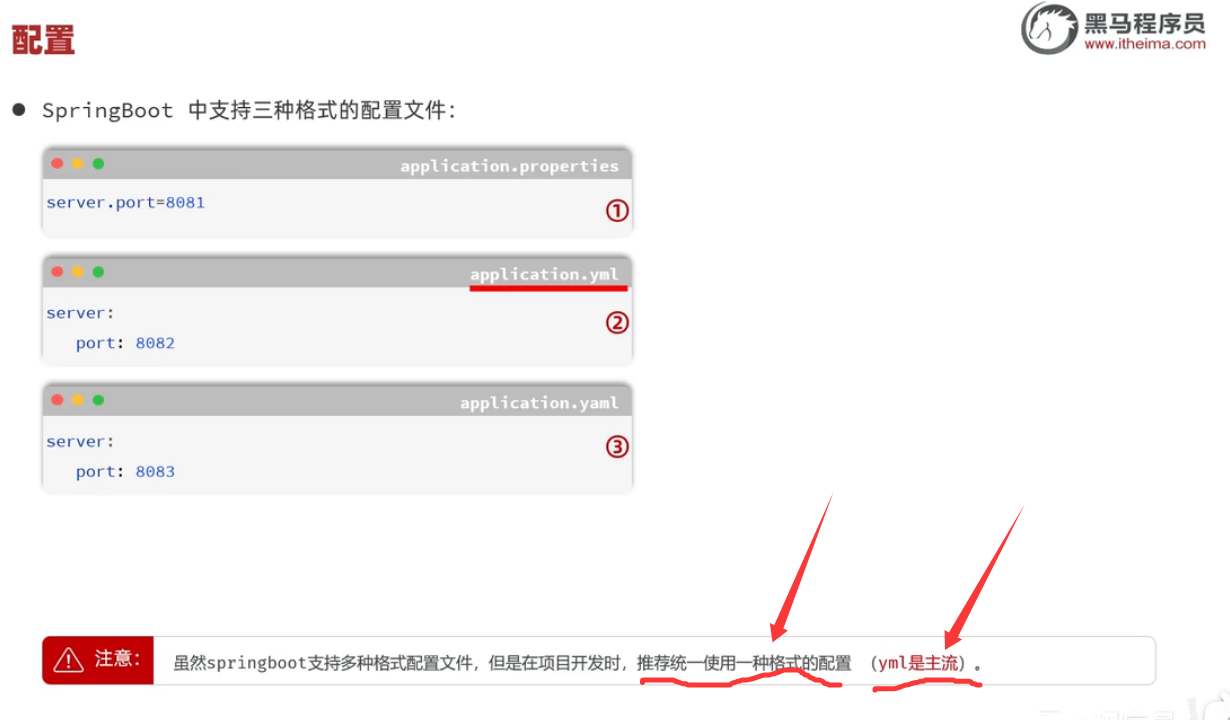 配置
黑马程序员
www.itheima.com
● SpringBoot 中支持三种格式的配置文件：
application.properties
server.port=8081
①
application.yml
server:
②
port: 8082
application.yaml
server:
③
port: 8083
注意：
虽然springboot支持多种格式配置文件，但是在项目开发时，推荐统一使用一种格式的配置 （yml是主流）。